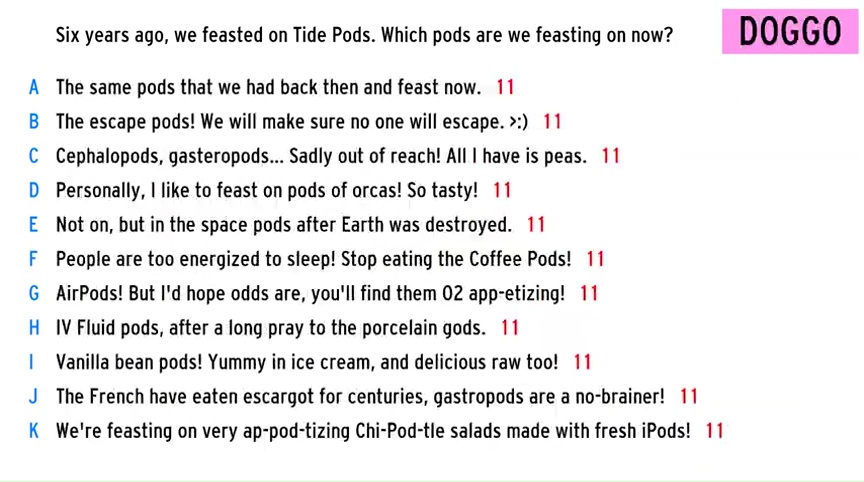 Six years ago, we feasted on Tide Pods. Which pods are we feasting on now?
DOGGO
A The same pods that we had back then and feast now. 11
B The escape pods! We will make sure no one will escape. >:) 11
C Cephalopods, gasteropods... Sadly out of reach! All I have is peas. 11
D Personally, I like to feast on pods of orcas! So tasty! 11
E Not on, but in the space pods after Earth was destroyed. 11
F People are too energized to sleep! Stop eating the Coffee Pods! 11
G AirPods! But I'd hope odds are, you'll find them O2 app-etizing! 11
H IV Fluid pods, after a long pray to the porcelain gods. 11
I Vanilla bean pods! Yummy in ice cream, and delicious raw too! 11
J The French have eaten escargot for centuries, gastropods are a no-brainer! 11
K We're feasting on very ap-pod-tizing Chi-Pod-tle salads made with fresh iPods! 11